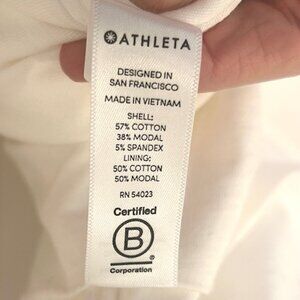 ATHLETA
DESIGNED IN
SAN FRANCISCO
MADE IN VIETNAM
SHELL:
57% COTTON
38% MODAL
5% SPANDEX
LINING:
50% COTTON
50% MODAL
RN 54023
Certified
B
Corporation